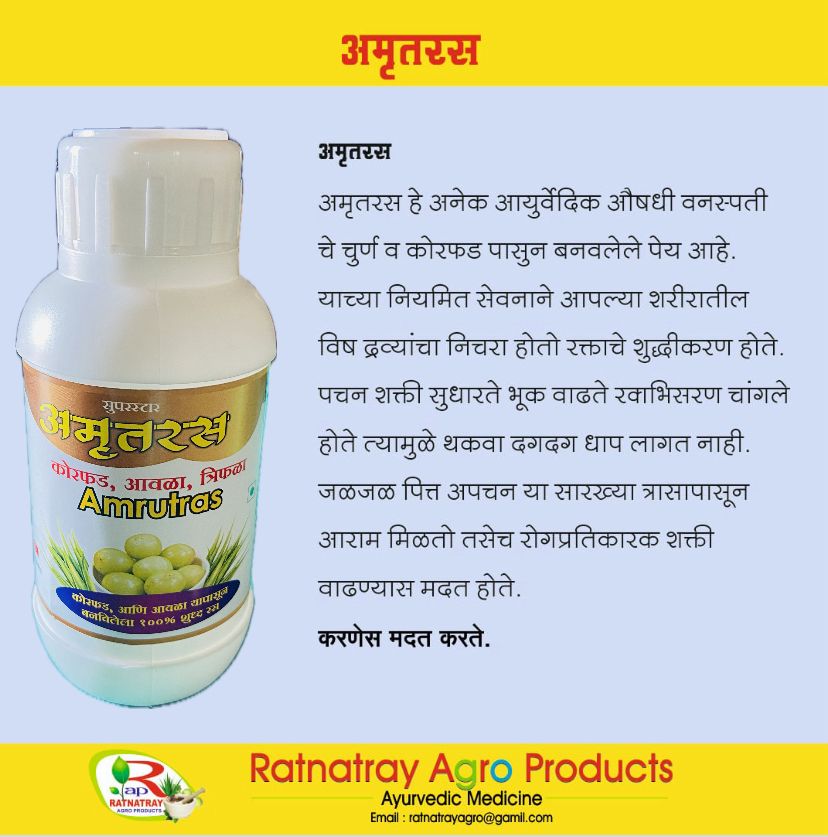 अमृतरस
अमृतरस
अमृतरस हे अनेक आयुर्वेदिक औषधी वनस्पती
चे चुर्ण व कोरफड पासुन बनवलेले पेय आहे.
याच्या नियमित सेवनाने आपल्या शरीरातील
विष द्रव्यांचा निचरा होतो रक्ताचे शुद्धीकरण होते.
पचन शक्ती सुधारते भूक वाढते रक्ताभिसरण चांगले
होते त्यामुळे थकवा दगदग धाप लागत नाही.
जळजळ पित्त अपचन या सारख्या त्रासापासून
आराम मिळतो तसेच रोगप्रतिकारक शक्ती
वाढण्यास मदत होते.
करणेस मदत करते.
सुपरस्टार
अमृतरस
कोरफड, आवळा, त्रिफळा
Amrutras
कोरफड, आणि आवळा यापासून
बनवितेला १००% शुध्द रस
R
ap
RATNATRAY
AGRO PRODUCTS
Ratnatray Agro Products
Ayurvedic Medicine
Email : ratnatrayagro@gamil.com